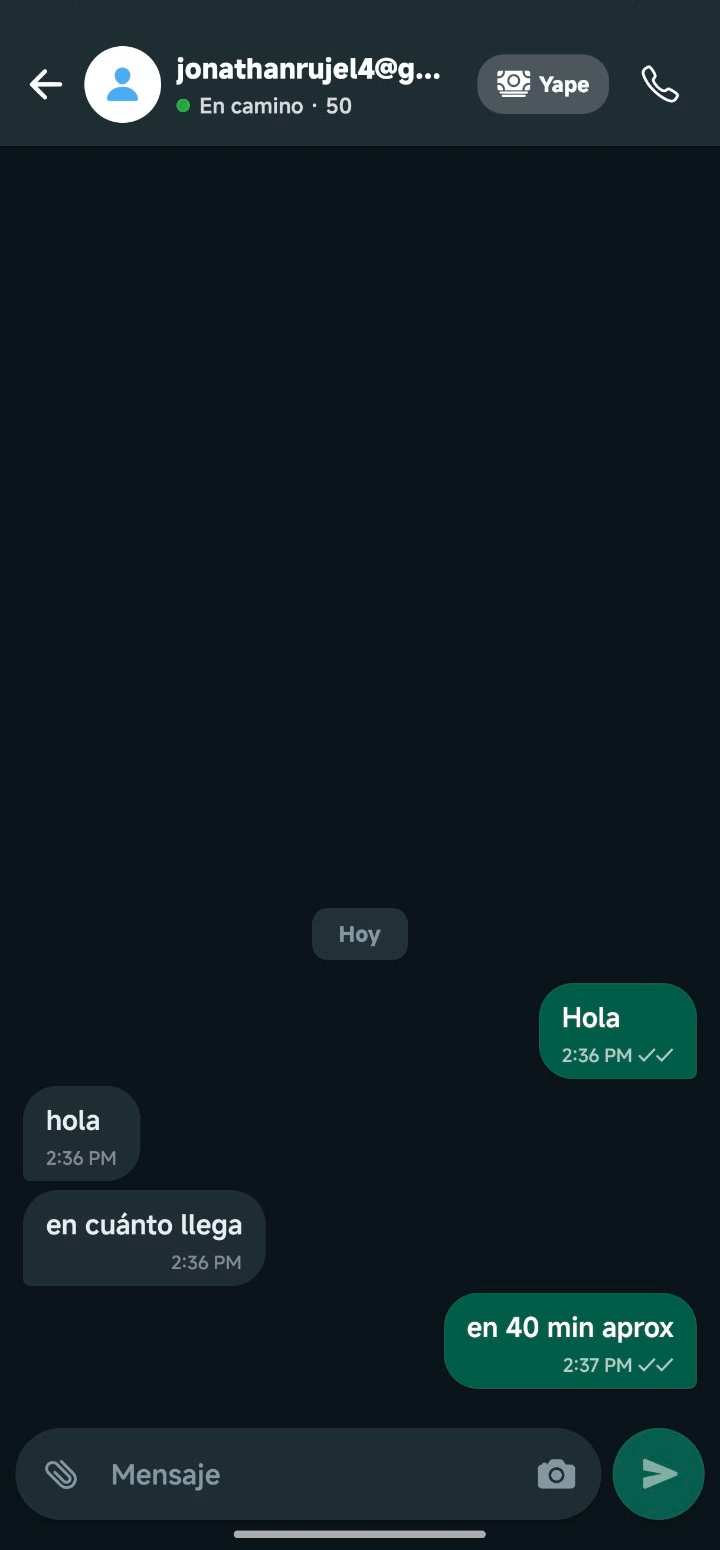 jonathanrujel4@g...
En camino · 50
Yape
Hoy
Hola
2:36 PM
hola
2:36 PM
en cuánto llega
2:36 PM
en 40 min aprox
2:37 PM
Mensaje